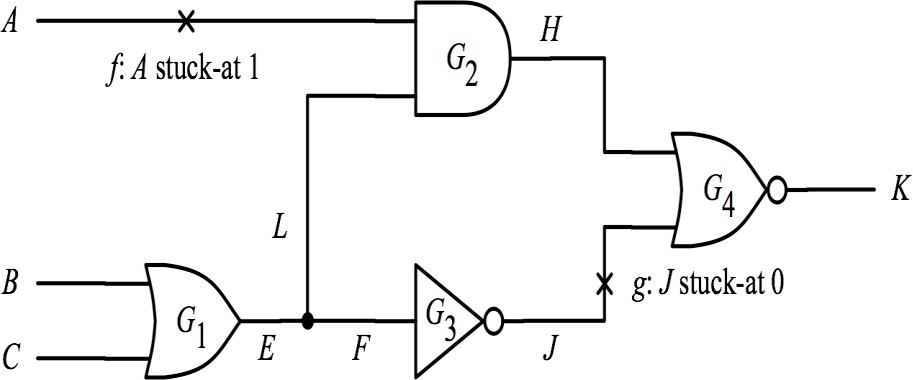 A
H
G2
f: A stuck-at 1
G4
K
L
B
g: J stuck-at 0
G1
G3
C
E
F
J